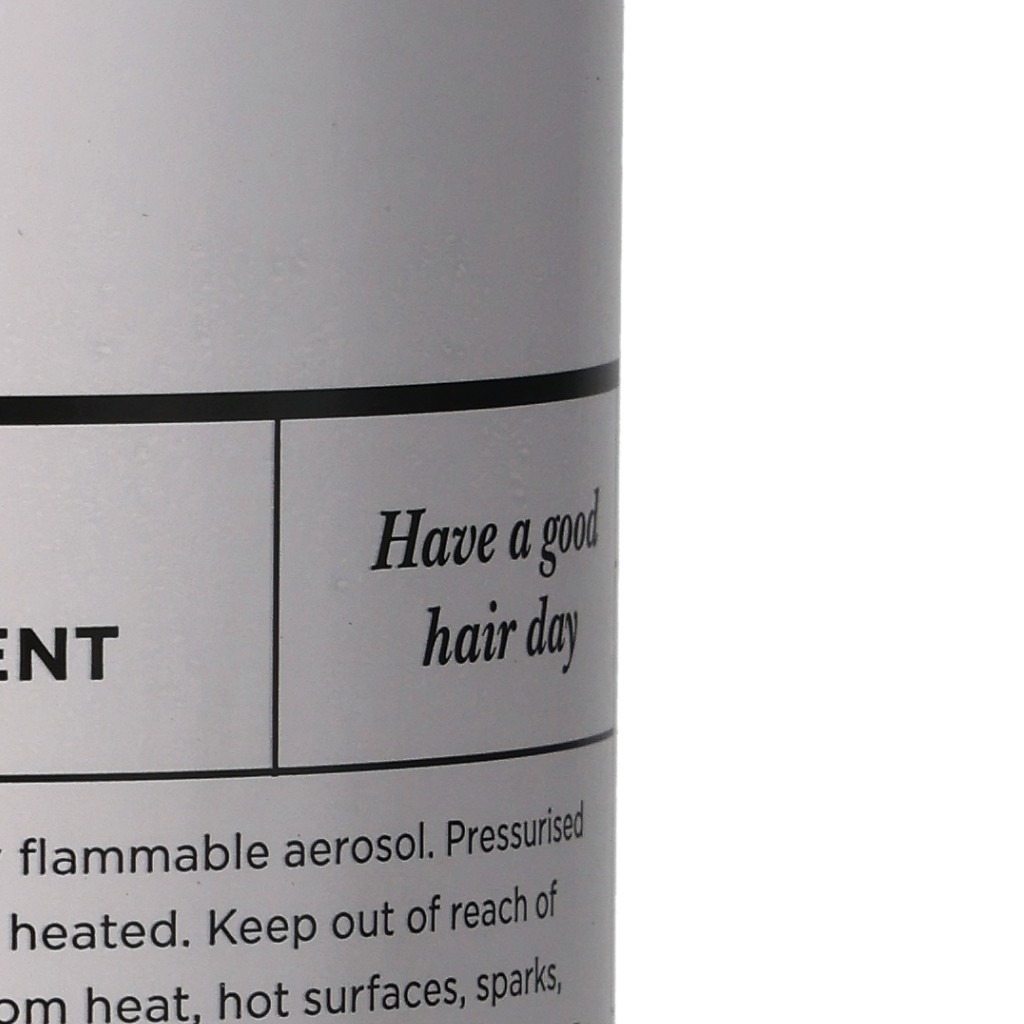 Have a good
hair day
ENT
flammable aerosol. Pressurised
heated. Keep out of reach of
om heat, hot surfaces, sparks,